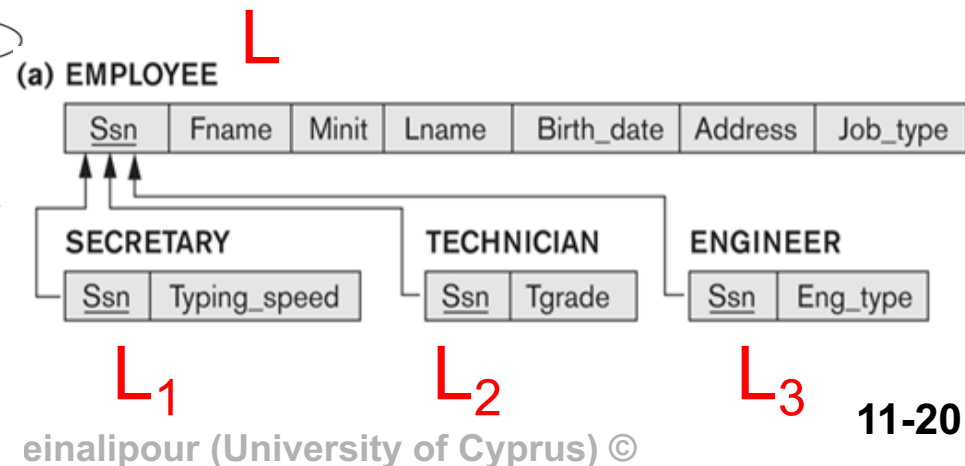 L
(a) EMPLOYEE
Ssn Fname Minit Lname Birth_date Address Job_type
SECRETARY TECHNICIAN ENGINEER
Ssn Typing_speed Ssn Tgrade Ssn Eng_type
L1 L2 L3
11-20
einalipour (University of Cyprus) ©